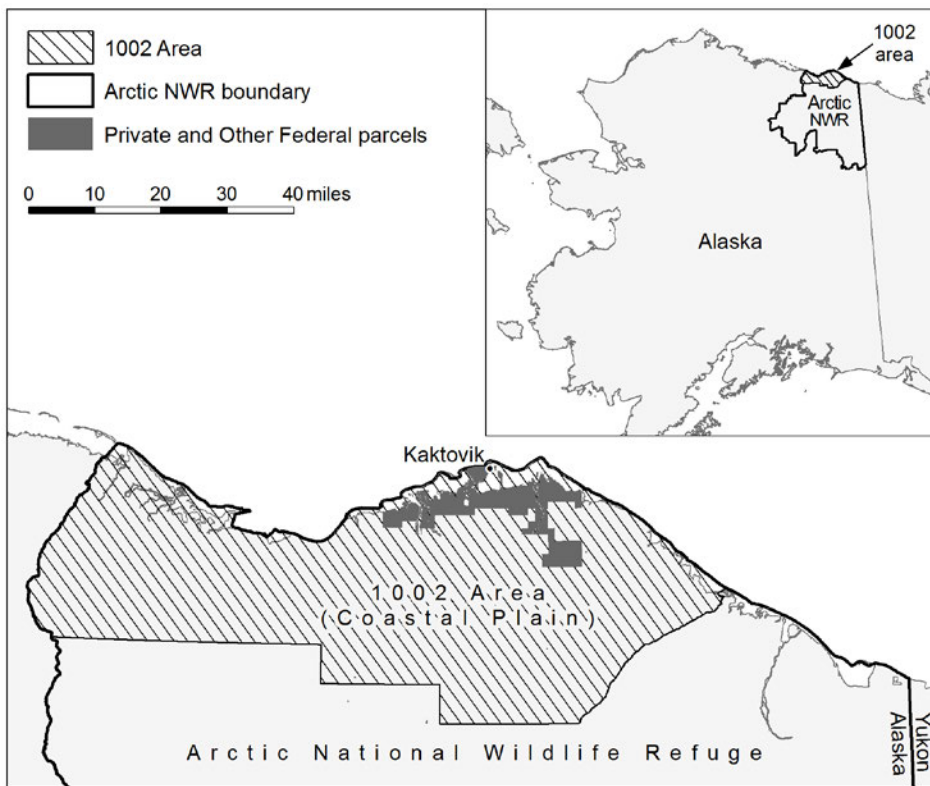 1002 Area
Arctic NWR boundary
Private and Other Federal parcels
0 10 20 30 40 miles
1002
area
Arctic
NWR
Alaska
Kaktovik
1002 Area
(Coastal Plain)
Arctic National Wildlife Refuge
Alaska
Yukon